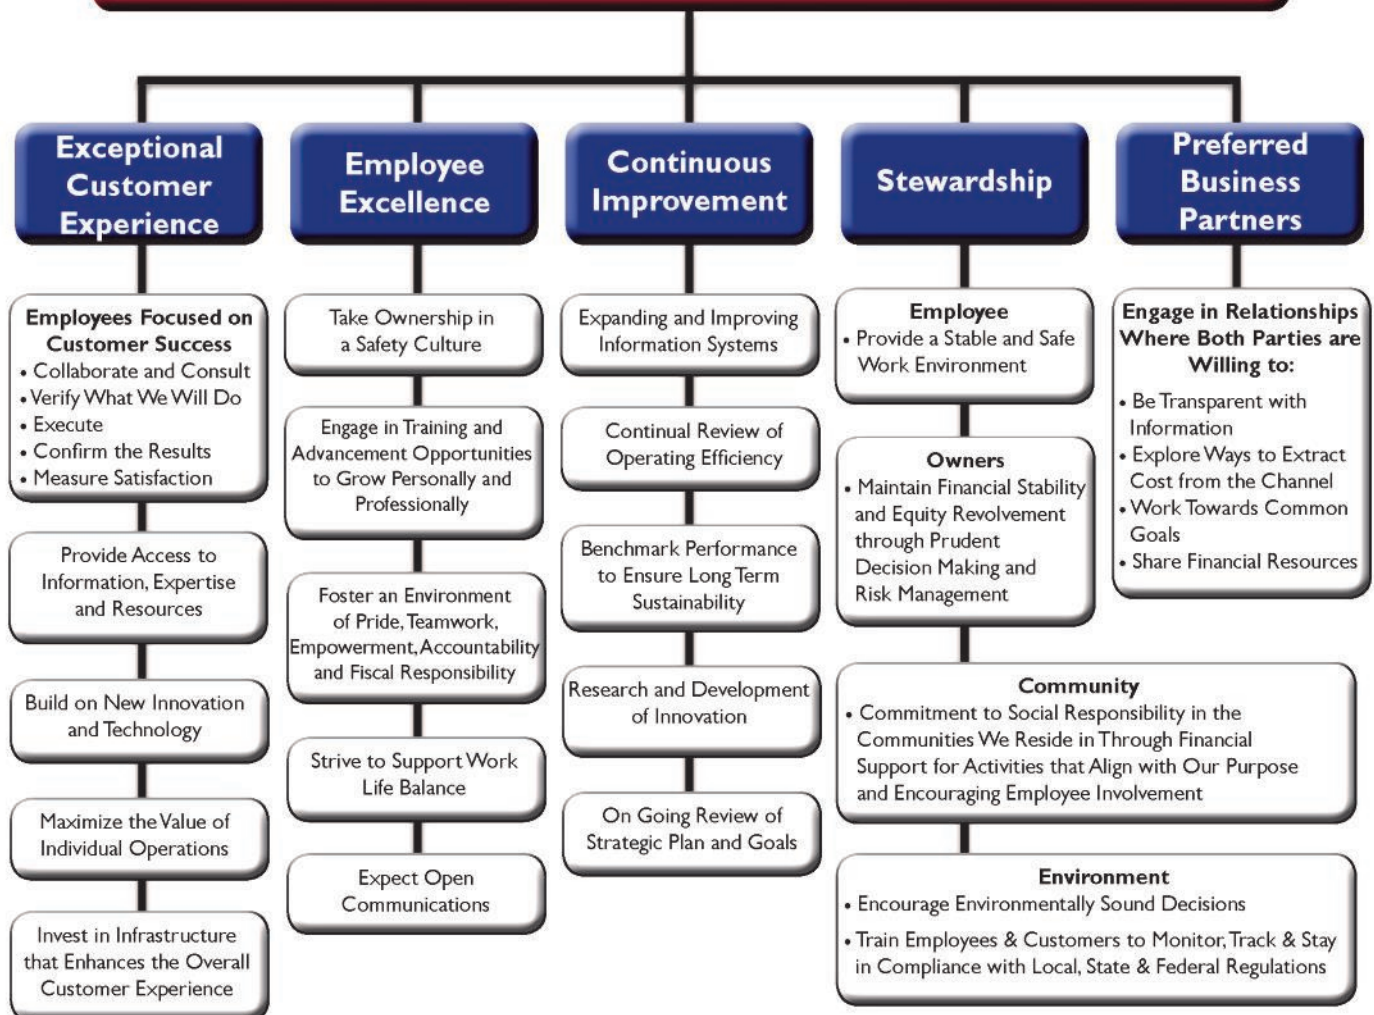 Exceptional
Customer
Experience
Employees Focused on
Customer Success
• Collaborate and Consult
• Verify What We Will Do
• Execute
• Confirm the Results
• Measure Satisfaction
Provide Access to
Information, Expertise
and Resources
Build on New Innovation
and Technology
Maximize the Value of
Individual Operations
Invest in Infrastructure
that Enhances the Overall
Customer Experience
Employee
Excellence
Take Ownership in
a Safety Culture
Engage in Training and
Advancement Opportunities
to Grow Personally and
Professionally
Foster an Environment
of Pride, Teamwork,
Empowerment, Accountability
and Fiscal Responsibility
Strive to Support Work
Life Balance
Expect Open
Communications
Continuous
Improvement
Expanding and Improving
Information Systems
Continual Review of
Operating Efficiency
Benchmark Performance
to Ensure Long Term
Sustainability
Research and Development
of Innovation
On Going Review of
Strategic Plan and Goals
Stewardship
Employee
• Provide a Stable and Safe
Work Environment
Owners
• Maintain Financial Stability
and Equity Revolvement
through Prudent
Decision Making and
Risk Management
Community
• Commitment to Social Responsibility in the
Communities We Reside in Through Financial
Support for Activities that Align with Our Purpose
and Encouraging Employee Involvement
Environment
• Encourage Environmentally Sound Decisions
• Train Employees & Customers to Monitor, Track & Stay
in Compliance with Local, State & Federal Regulations
Preferred
Business
Partners
Engage in Relationships
Where Both Parties are
Willing to:
• Be Transparent with
Information
• Explore Ways to Extract
Cost from the Channel
• Work Towards Common
Goals
• Share Financial Resources